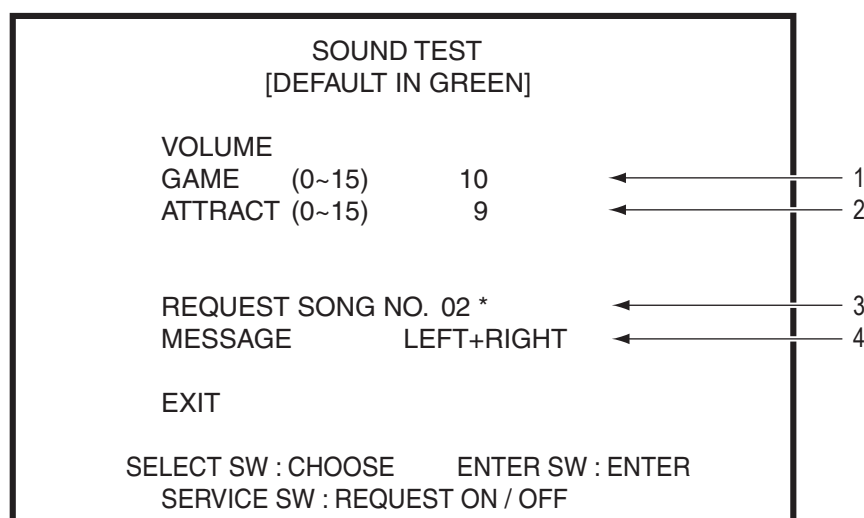 SOUND TEST
[DEFAULT IN GREEN]
VOLUME
GAME (0~15) 10 1
ATTRACT (0~15) 9 2
REQUEST SONG NO. 02 * 3
MESSAGE LEFT+RIGHT 4
EXIT
SELECT SW : CHOOSE ENTER SW : ENTER
SERVICE SW : REQUEST ON / OFF